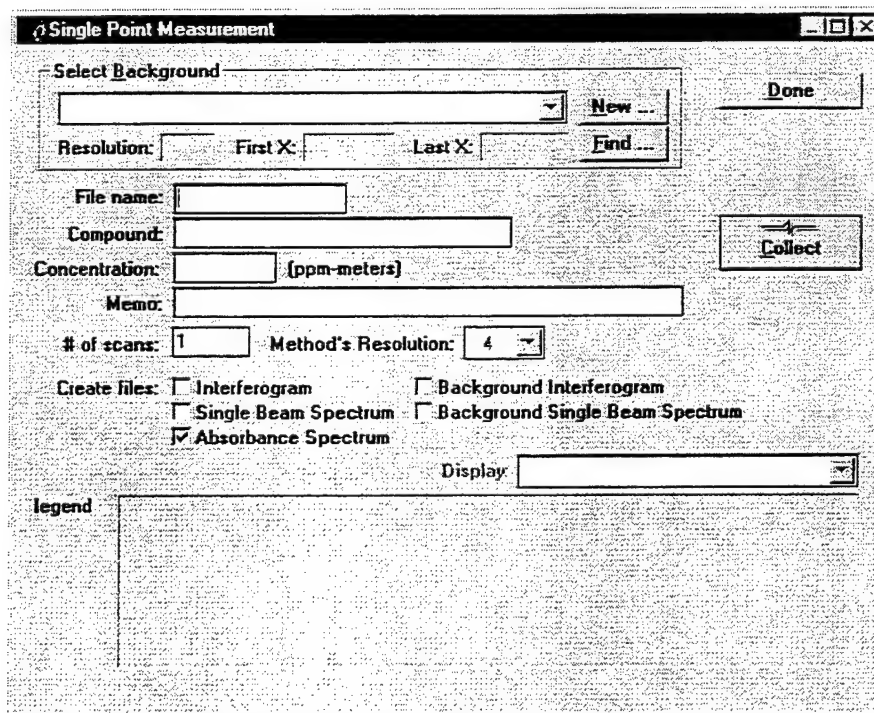 Single Point Measurement
Select Background
New ...
Done
Resolution: First X: Last X: Find ...
File name:
Compound:
Collect
Concentration: (ppm-meters)
Memo:
# of scans: 1 Method's Resolution: 4
Create files: Interferogram Background Interferogram
Single Beam Spectrum Background Single Beam Spectrum
Absorbance Spectrum
Display:
legend